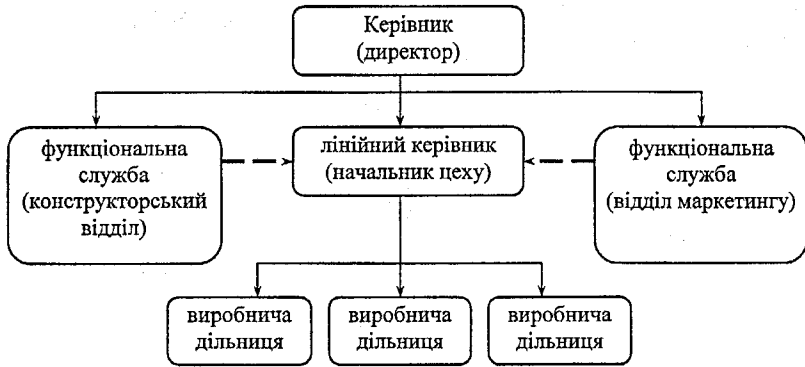 Керівник
(директор)
функціональна
служба
(конструкторський
відділ)
лінійний керівник
(начальник цеху)
функціональна
служба
(відділ маркетингу)
виробнича
дільниця
виробнича
дільниця
виробнича
дільниця